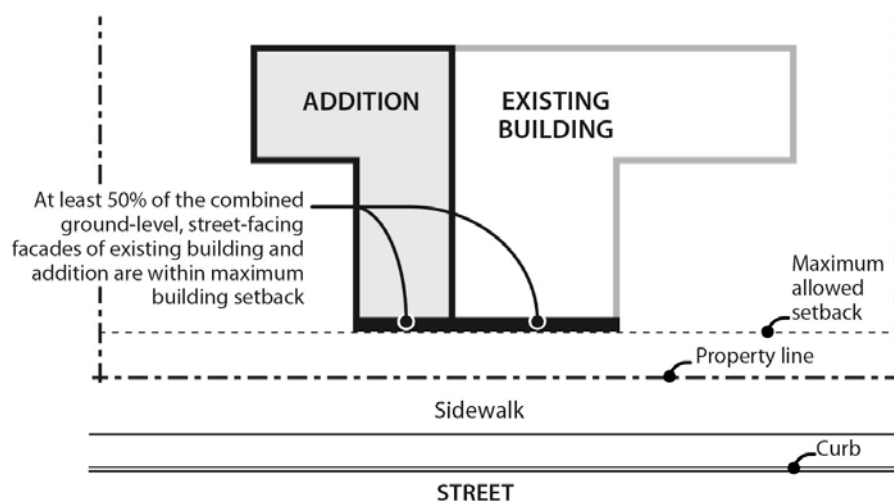 ADDITION
EXISTING
BUILDING
At least 50% of the combined
ground-level, street-facing
facades of existing building and
addition are within maximum
building setback
Maximum
allowed
setback
Property line
Sidewalk
Curb
STREET